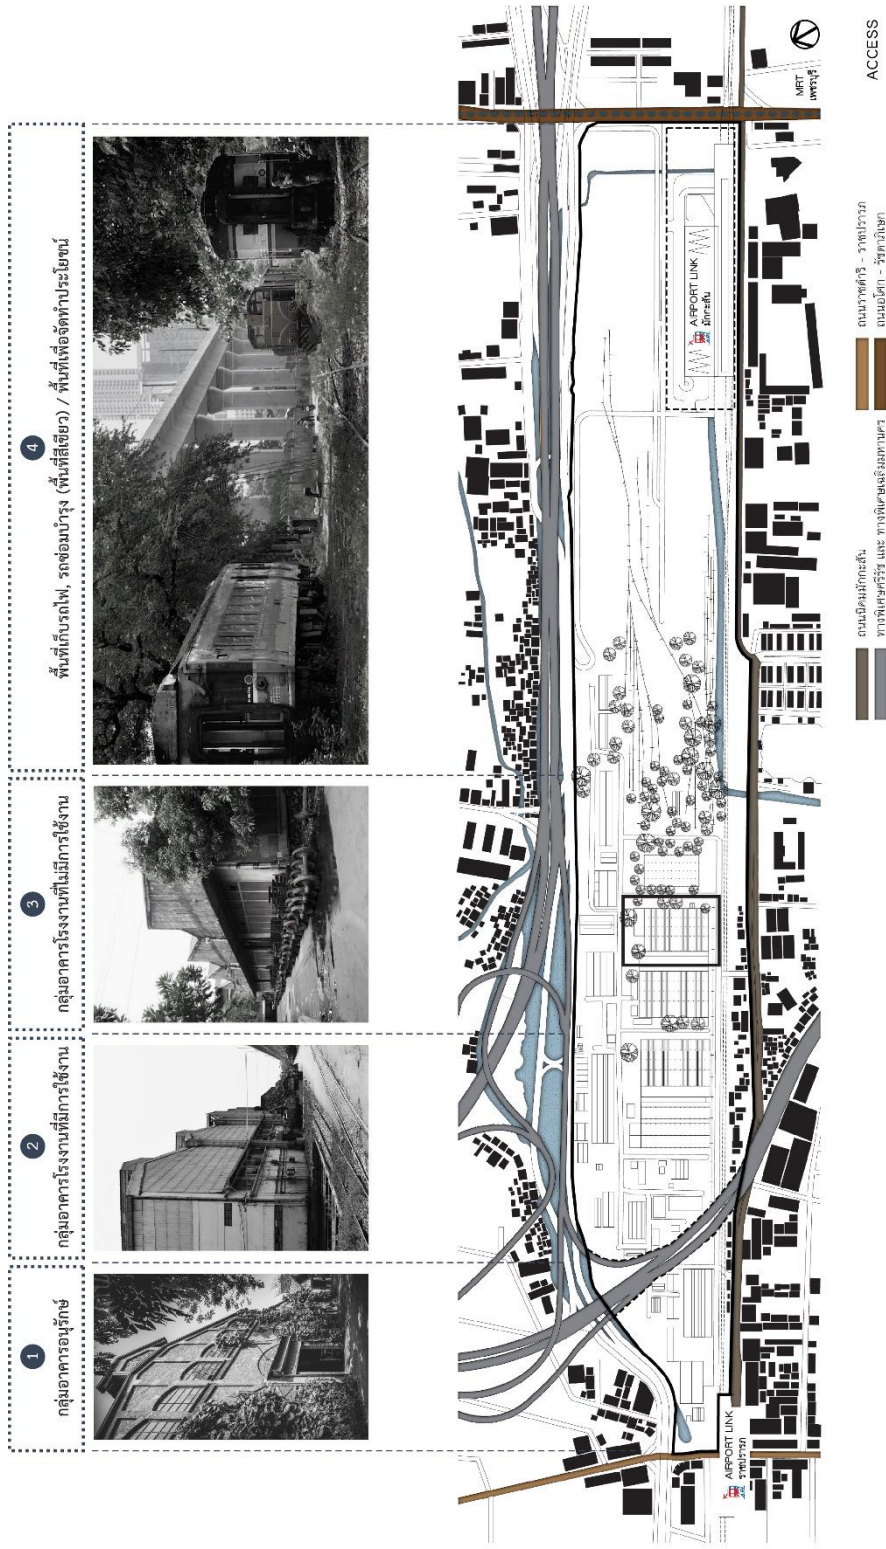 1
กลุ่มอาคารอนุรักษ์
2
กลุ่มอาคารโรงงานที่มีการใช้งาน
3
กลุ่มอาคารโรงงานที่ไม่มีการใช้งาน
4
พื้นที่เก็บรถไฟ, รถซ่อมบำรุง (พื้นที่สีเขียว) / พื้นที่เพื่อจัดทำประโยชน์
AIRPORT LINK
ราชปรารภ
AIRPORT LINK
มักกะสัน
MRT
เพชรบุรี
ถนนนิคมมักกะสัน
ทางพิเศษศรีรัช และ ทางพิเศษเฉลิมมหานคร
ถนนราชดำริ - ราชปรารภ
ถนนอโศก - รัชดาภิเษก
ACCESS